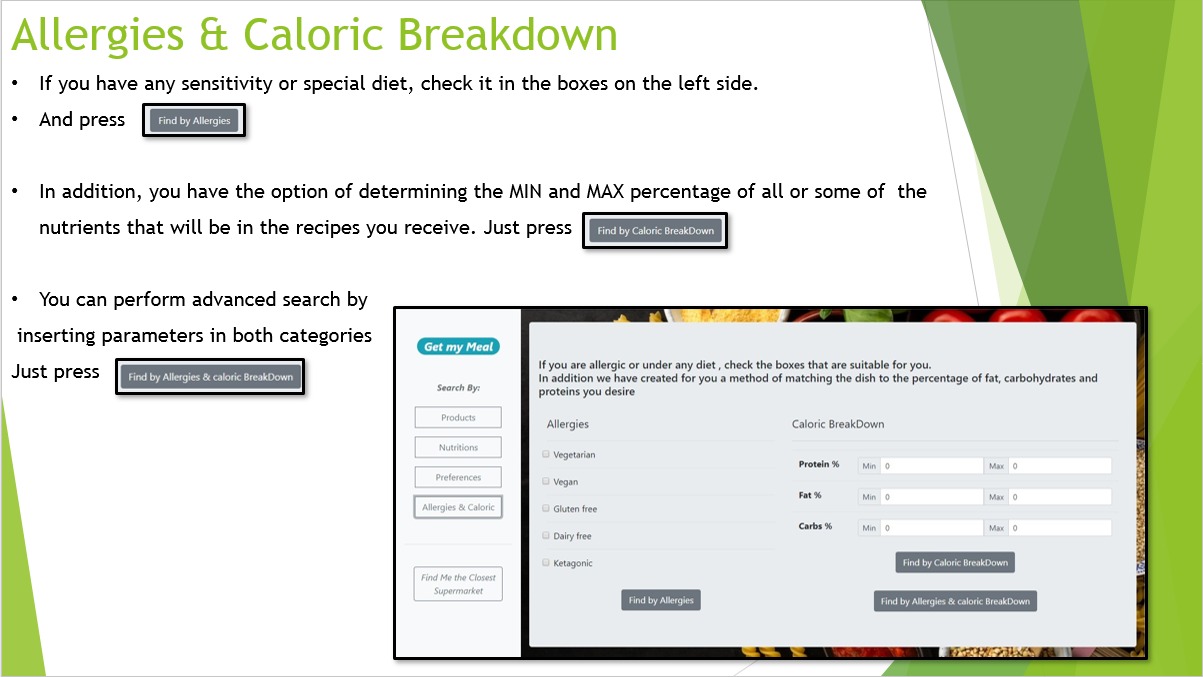 Allergies & Caloric Breakdown
• If you have any sensitivity or special diet, check it in the boxes on the left side.
• And press Find by Allergies
• In addition, you have the option of determining the MIN and MAX percentage of all or some of the
nutrients that will be in the recipes you receive. Just press Find by Caloric BreakDown
• You can perform advanced search by
inserting parameters in both categories
Just press Find by Allergies & caloric BreakDown
Get my Meal
Search By:
Products
Nutritions
Preferences
Allergies & Caloric
Find Me the Closest
Supermarket
If you are allergic or under any diet , check the boxes that are suitable for you.
In addition we have created for you a method of matching the dish to the percentage of fat, carbohydrates and
proteins you desire
Allergies
Vegetarian
Vegan
Gluten free
Dairy free
Ketagonic
Find by Allergies
Caloric BreakDown
Protein % Min 0 Max 0
Fat % Min 0 Max 0
Carbs % Min 0 Max 0
Find by Caloric BreakDown
Find by Allergies & caloric BreakDown